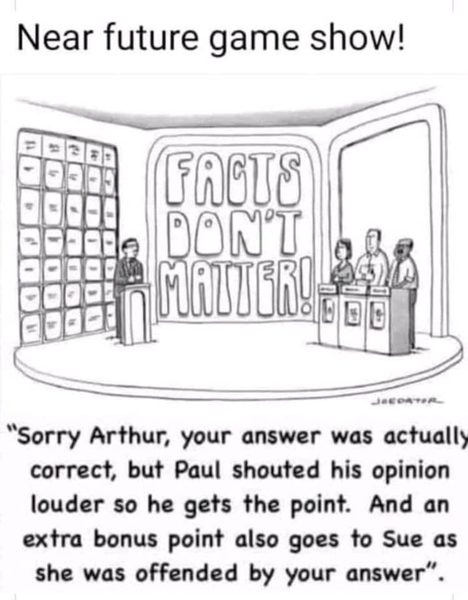 Near future game show!
FACTS
DON'T
MATTER!
JOEDATOR
"Sorry Arthur, your answer was actually
correct, but Paul shouted his opinion
louder so he gets the point. And an
extra bonus point also goes to Sue as
she was offended by your answer".